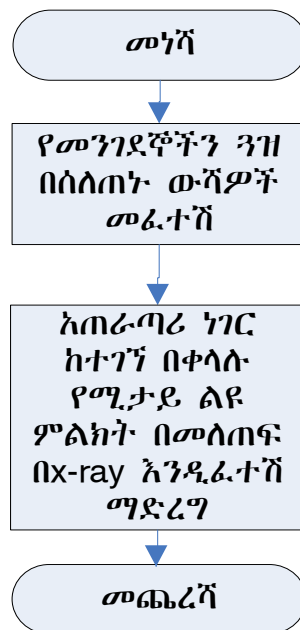 መነሻ
የመንገደኞችን ጓዝ
በሰለጠኑ ውሻዎች
መፈተሽ
አጠራጣሪ ነገር
ከተገኘ በቀላሉ
የሚታይ ልዩ
ምልክት በመለጠፍ
በx-ray እንዲፈተሽ
ማድረግ
መጨረሻ